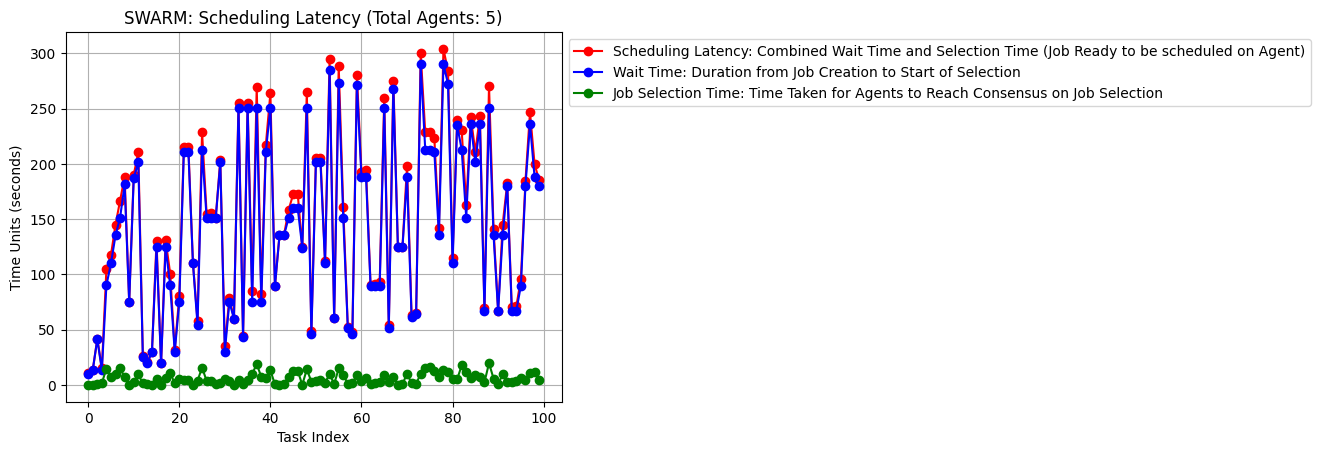 SWARM: Scheduling Latency (Total Agents: 5)
Scheduling Latency: Combined Wait Time and Selection Time (Job Ready to be scheduled on Agent)
Wait Time: Duration from Job Creation to Start of Selection
Job Selection Time: Time Taken for Agents to Reach Consensus on Job Selection
Time Units (seconds)
300
250
200
150
100
50
0
0 20 40 60 80 100
Task Index